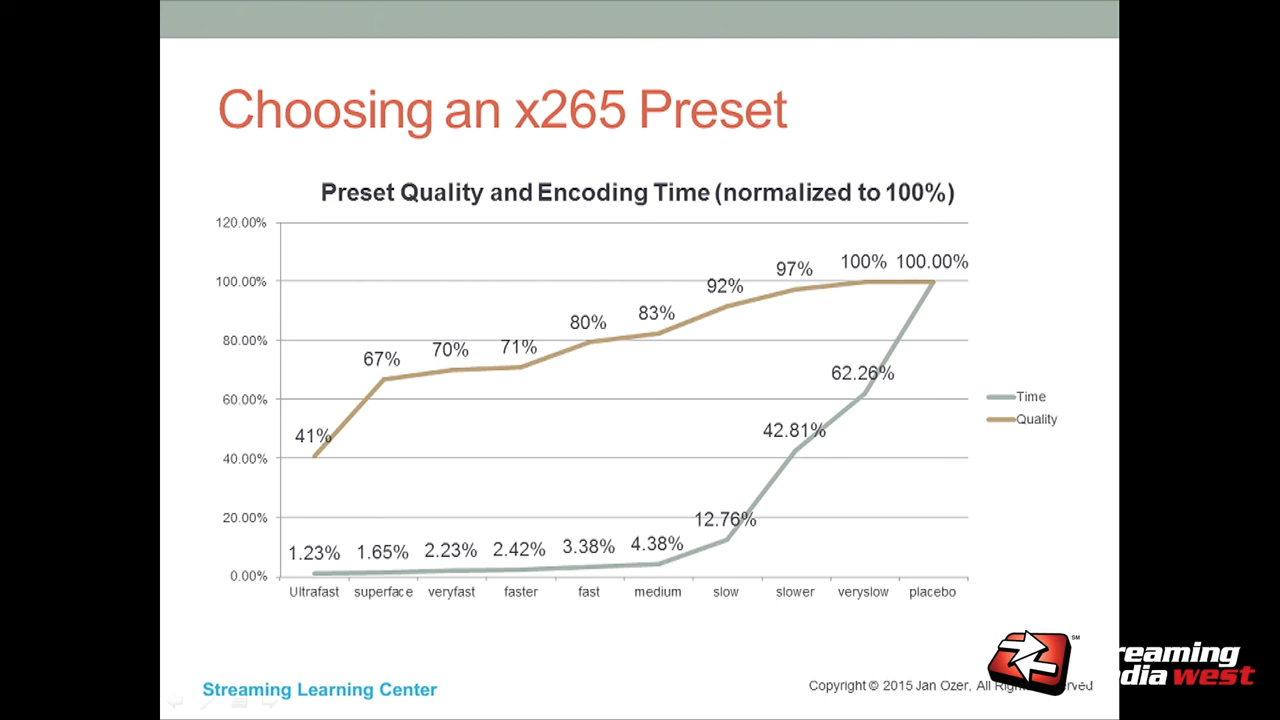 Choosing an x265 Preset
Preset Quality and Encoding Time (normalized to 100%)
120.00%
100.00%
80.00%
60.00%
40.00%
20.00%
0.00%
41%
67%
70%
71%
80%
83%
92%
97%
100%
100.00%
1.23%
1.65%
2.23%
2.42%
3.38%
4.38%
12.76%
42.81%
62.26%
Ultrafast
superface
veryfast
faster
fast
medium
slow
slower
veryslow
placebo
Time
Quality
Streaming Learning Center
Copyright © 2015 Jan Ozer, All
SM
reaming
dia west